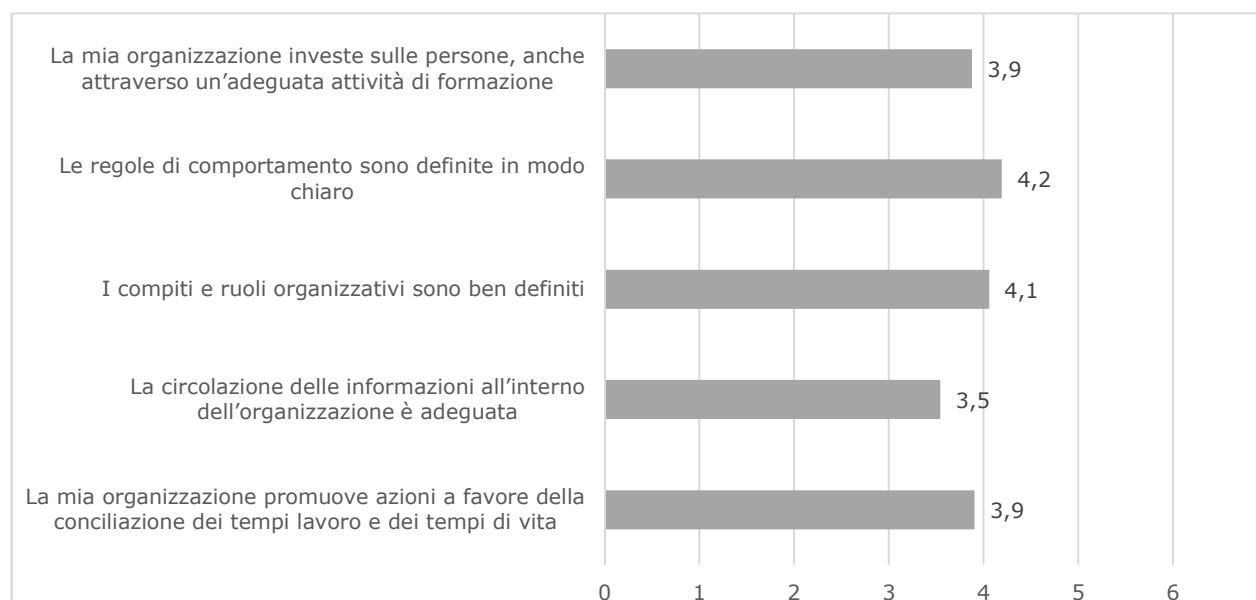 La mia organizzazione investe sulle persone, anche
attraverso un’adeguata attività di formazione
3,9
Le regole di comportamento sono definite in modo
chiaro
4,2
I compiti e ruoli organizzativi sono ben definiti
4,1
La circolazione delle informazioni all’interno
dell’organizzazione è adeguata
3,5
La mia organizzazione promuove azioni a favore della
conciliazione dei tempi lavoro e dei tempi di vita
3,9
0 1 2 3 4 5 6